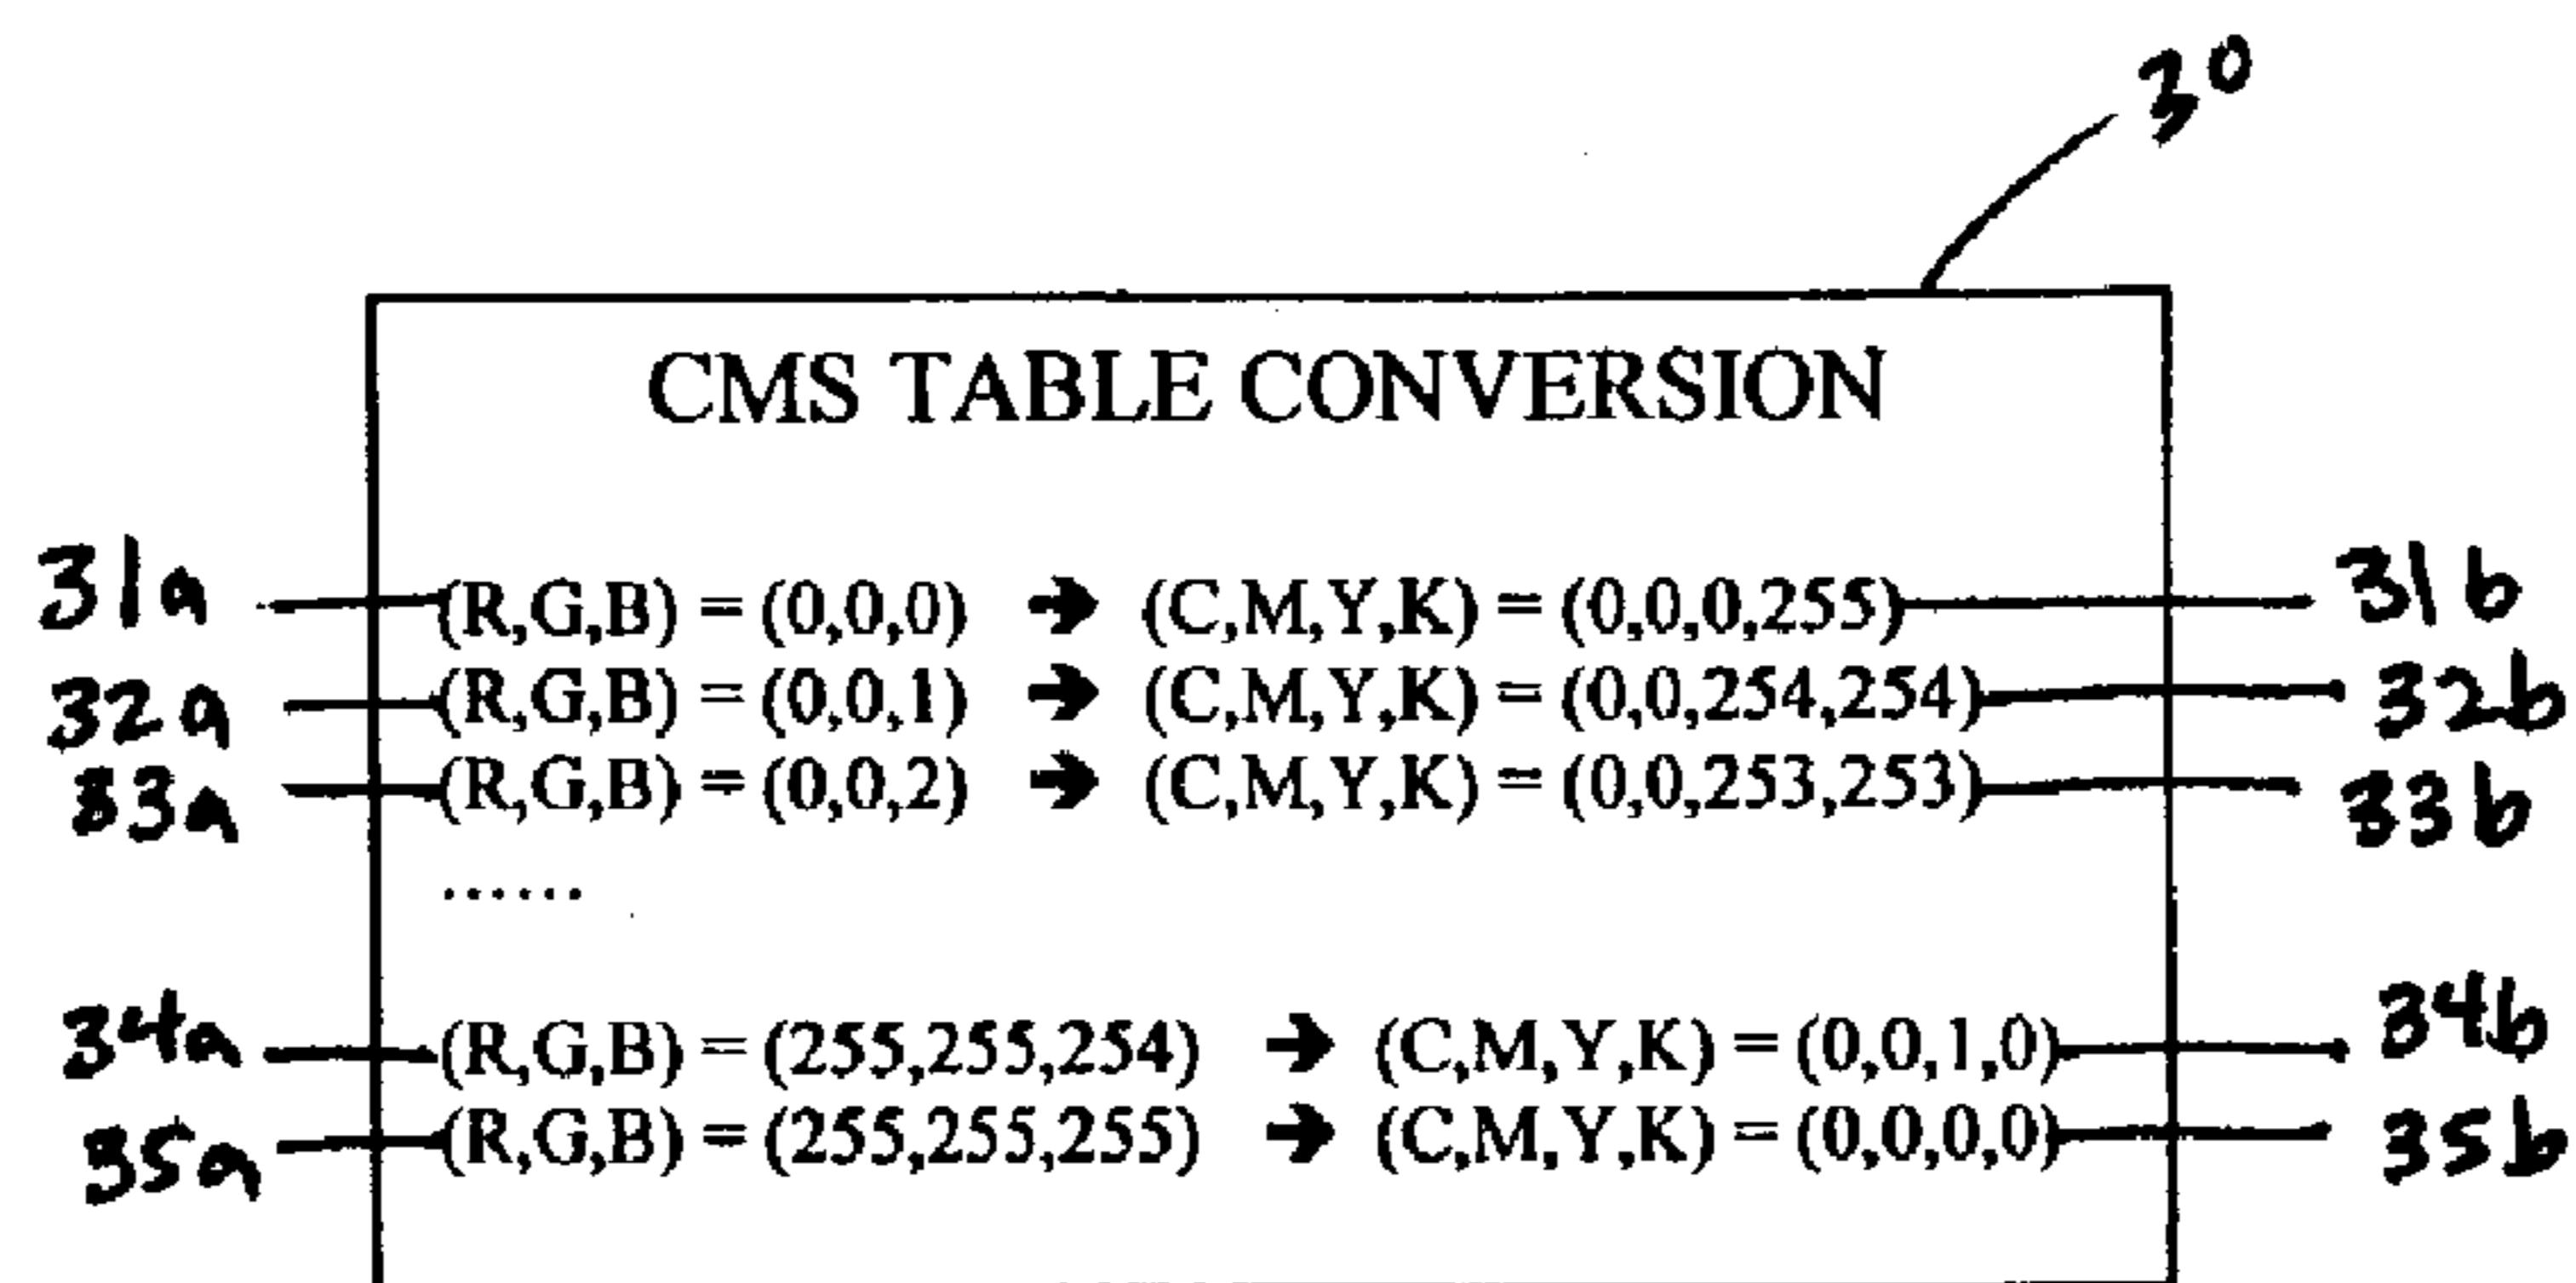 30
CMS TABLE CONVERSION
31a (R,G,B) = (0,0,0) ➔ (C,M,Y,K) = (0,0,0,255) 31b
32a (R,G,B) = (0,0,1) ➔ (C,M,Y,K) = (0,0,254,254) 32b
33a (R,G,B) = (0,0,2) ➔ (C,M,Y,K) = (0,0,253,253) 33b
......
34a (R,G,B) = (255,255,254) ➔ (C,M,Y,K) = (0,0,1,0) 34b
35a (R,G,B) = (255,255,255) ➔ (C,M,Y,K) = (0,0,0,0) 35b